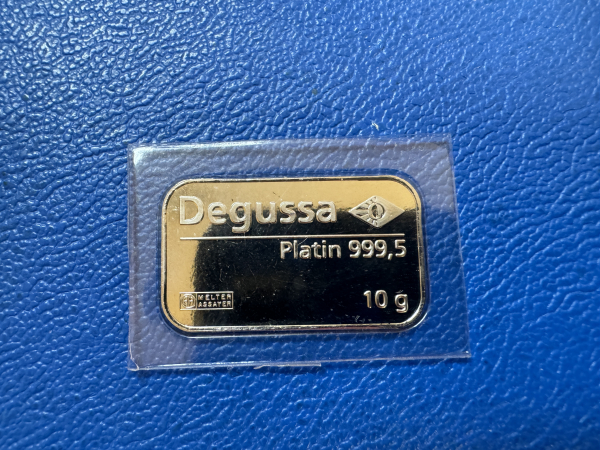 Degussa
Platin 999,5
MELTER
ASSAYER
10 g